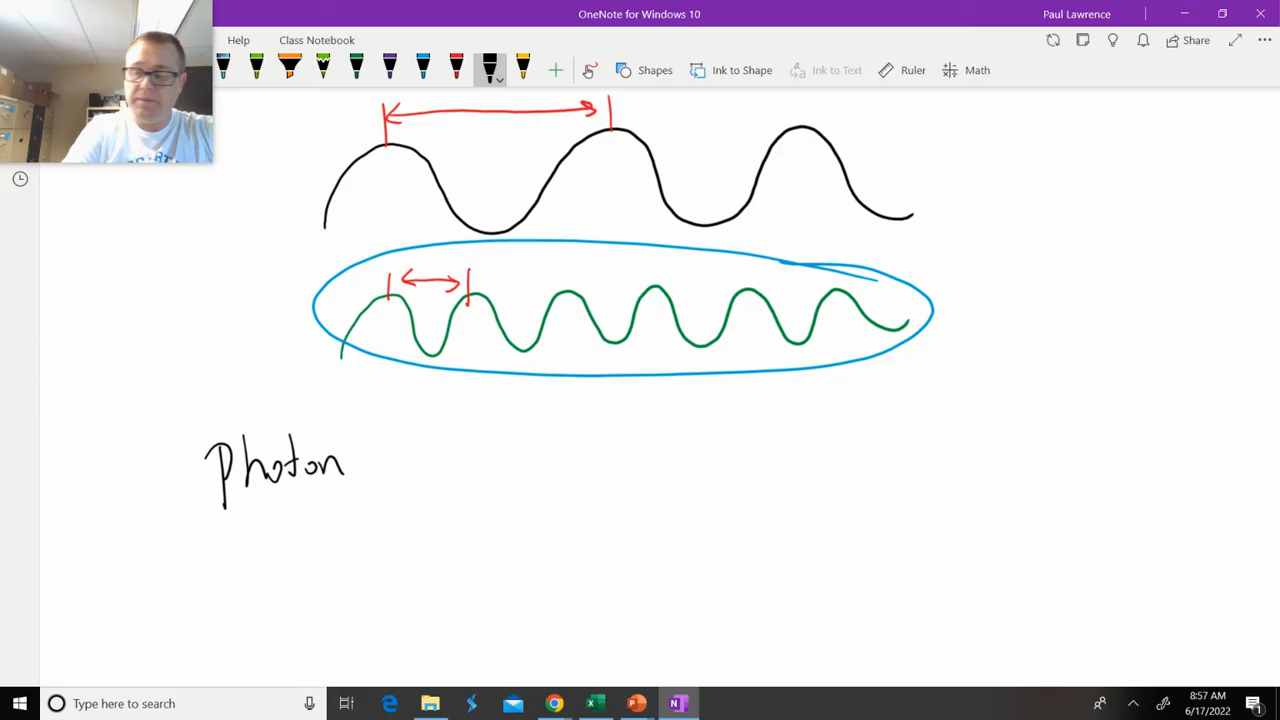 OneNote for Windows 10
Paul Lawrence
Help Class Notebook
Share
Shapes Ink to Shape Ink to Text Ruler Math
Photon
Type here to search
8:57 AM
6/17/2022